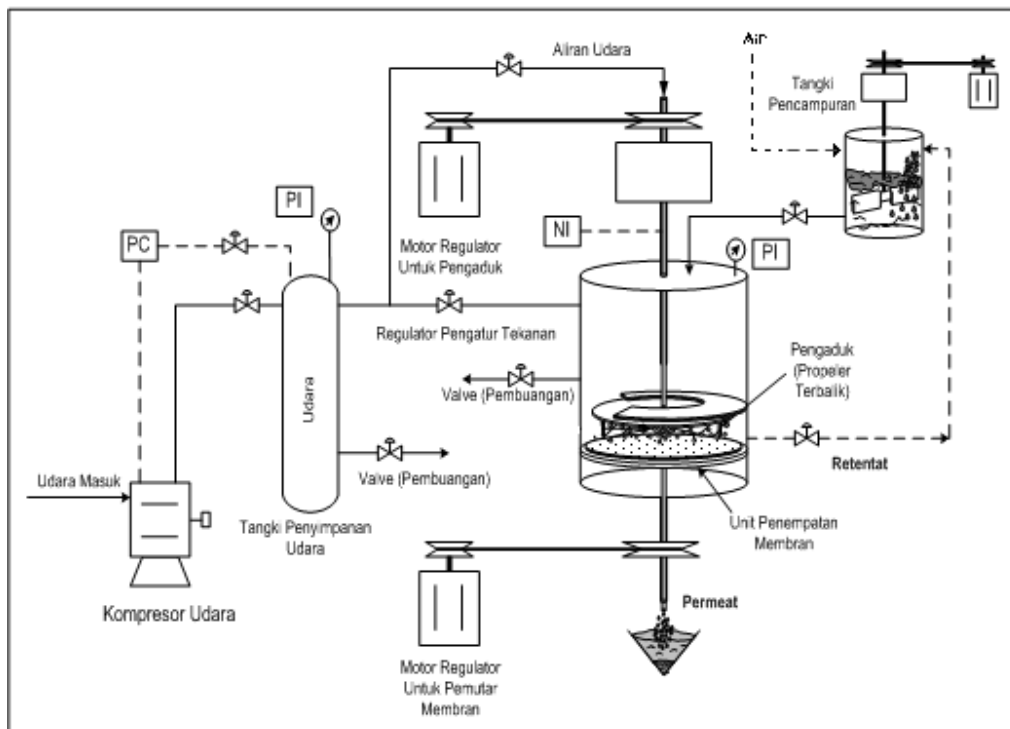 Air
Aliran Udara
Tangki
Pencampuran
PI
NI
PC
Motor Regulator
Untuk Pengaduk
PI
Regulator Pengatur Tekanan
Pengaduk
(Propeler
Terbalik)
Valve (Pembuangan)
Udara
Retentat
Udara Masuk
Valve (Pembuangan)
Tangki Penyimpanan
Udara
Unit Penempatan
Membran
Kompresor Udara
Permeat
Motor Regulator
Untuk Pemutar
Membran